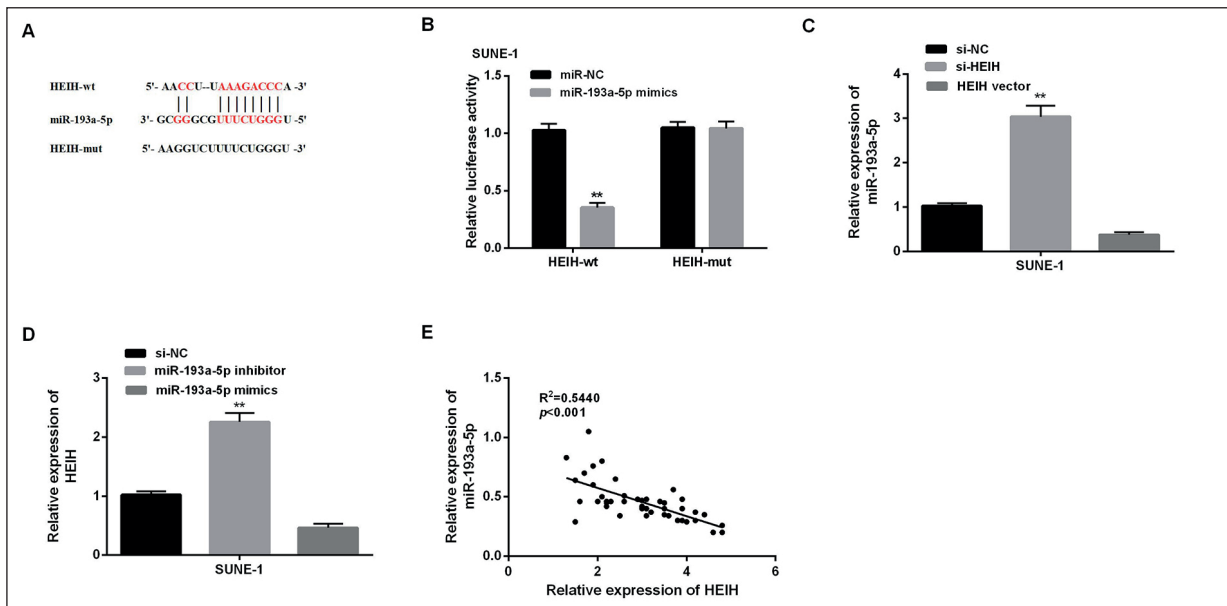 A
HEIH-wt 5'- AACCU--UAAAGACCCA -3'
miR-193a-5p 3'- GCGGGCGUUUCUGGGU -5'
HEIH-mut 5'- AAGGUCUUUUCUGGGU -3'
B
SUNE-1
miR-NC
miR-193a-5p mimics
Relative luciferase activity
1.5
1.0
0.5
0.0
**
HEIH-wt HEIH-mut
C
si-NC
si-HEIH
HEIH vector
Relative expression of
miR-193a-5p
4
3
2
1
0
**
SUNE-1
D
si-NC
miR-193a-5p inhibitor
miR-193a-5p mimics
Relative expression of
HEIH
3
2
1
0
**
SUNE-1
E
R2=0.5440
p<0.001
Relative expression of
miR-193a-5p
1.5
1.0
0.5
0.0
0 2 4 6
Relative expression of HEIH